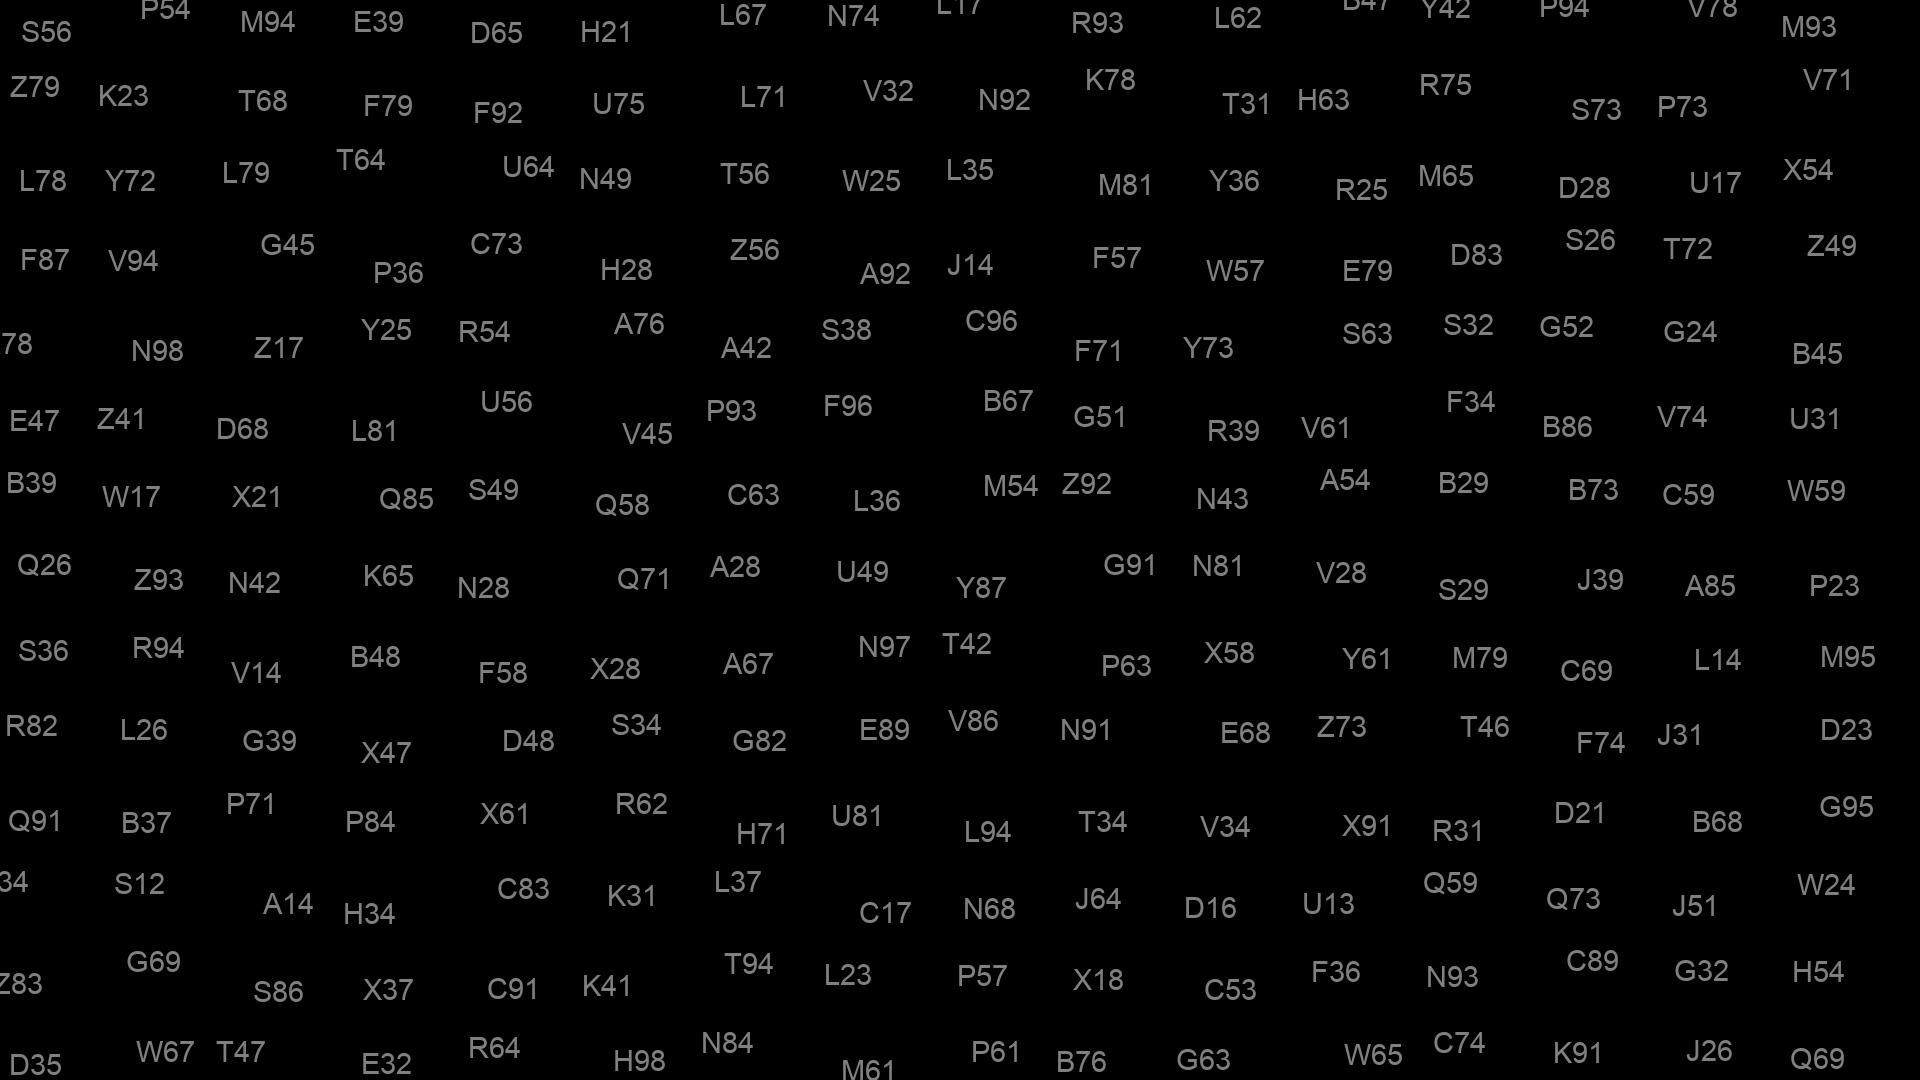 S56 P54 M94 E39 D65 H21 L67 N74 L17 R93 L62 B47 Y42 P94 V78 M93
Z79 K23 T68 F79 F92 U75 L71 V32 N92 K78 T31 H63 R75 S73 P73 V71
L78 Y72 L79 T64 U64 N49 T56 W25 L35 M81 Y36 R25 M65 D28 U17 X54
F87 V94 G45 P36 C73 H28 Z56 A92 J14 F57 W57 E79 D83 S26 T72 Z49
78 N98 Z17 Y25 R54 A76 A42 S38 C96 F71 Y73 S63 S32 G52 G24 B45
E47 Z41 D68 L81 U56 V45 P93 F96 B67 G51 R39 V61 F34 B86 V74 U31
B39 W17 X21 Q85 S49 Q58 C63 L36 M54 Z92 N43 A54 B29 B73 C59 W59
Q26 Z93 N42 K65 N28 Q71 A28 U49 Y87 G91 N81 V28 S29 J39 A85 P23
S36 R94 V14 B48 F58 X28 A67 N97 T42 P63 X58 Y61 M79 C69 L14 M95
R82 L26 G39 X47 D48 S34 G82 E89 V86 N91 E68 Z73 T46 F74 J31 D23
Q91 B37 P71 P84 X61 R62 H71 U81 L94 T34 V34 X91 R31 D21 B68 G95
34 S12 A14 H34 C83 K31 L37 C17 N68 J64 D16 U13 Q59 Q73 J51 W24
Z83 G69 S86 X37 C91 K41 T94 L23 P57 X18 C53 F36 N93 C89 G32 H54
D35 W67 T47 E32 R64 H98 N84 M61 P61 B76 G63 W65 C74 K91 J26 Q69